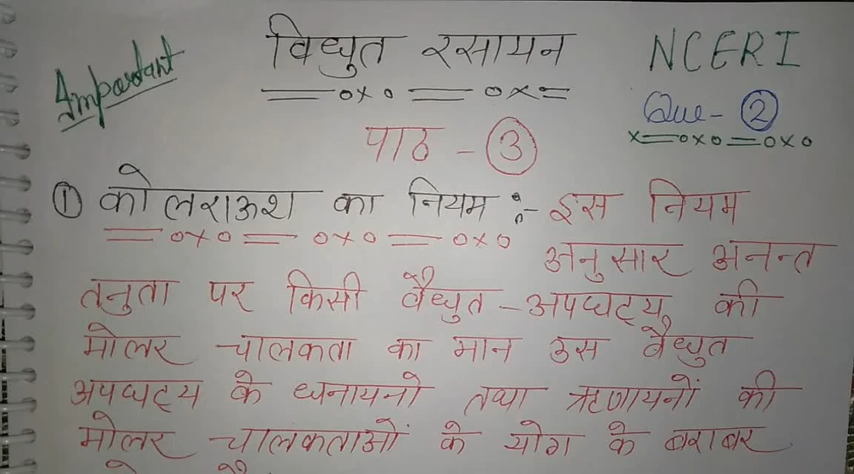 Important
विधुत रसायन
NCERI
Que- ②
पाठ - ③
① कोलराऊश का नियम :- इस नियम
अनुसार अनन्त
तनुता पर किसी वैधुत - अपघट्य की
मोलर चालकता का मान उस वैधुत
अपघट्य के धनायनो तथा ऋणायनों की
मोलर चालकताओं के योग के बराबर